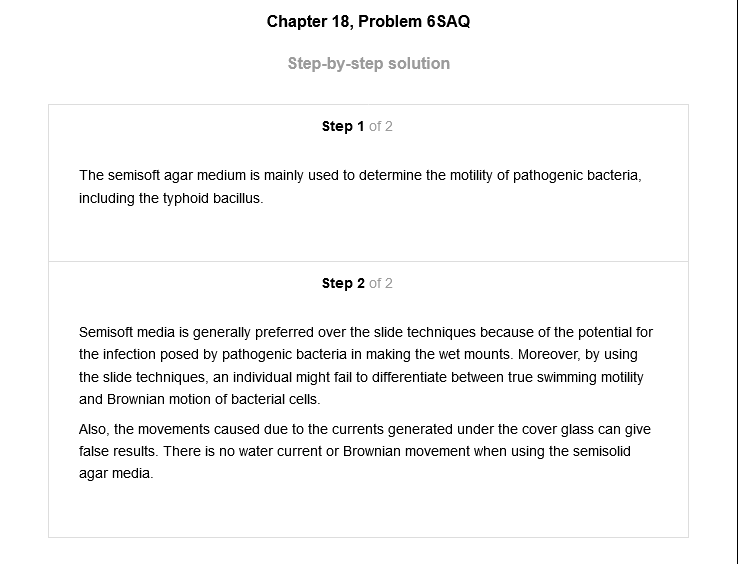 Chapter 18, Problem 6SAQ
Step-by-step solution
Step 1 of 2
The semisoft agar medium is mainly used to determine the motility of pathogenic bacteria,
including the typhoid bacillus.
Step 2 of 2
Semisoft media is generally preferred over the slide techniques because of the potential for
the infection posed by pathogenic bacteria in making the wet mounts. Moreover, by using
the slide techniques, an individual might fail to differentiate between true swimming motility
and Brownian motion of bacterial cells.
Also, the movements caused due to the currents generated under the cover glass can give
false results. There is no water current or Brownian movement when using the semisolid
agar media.